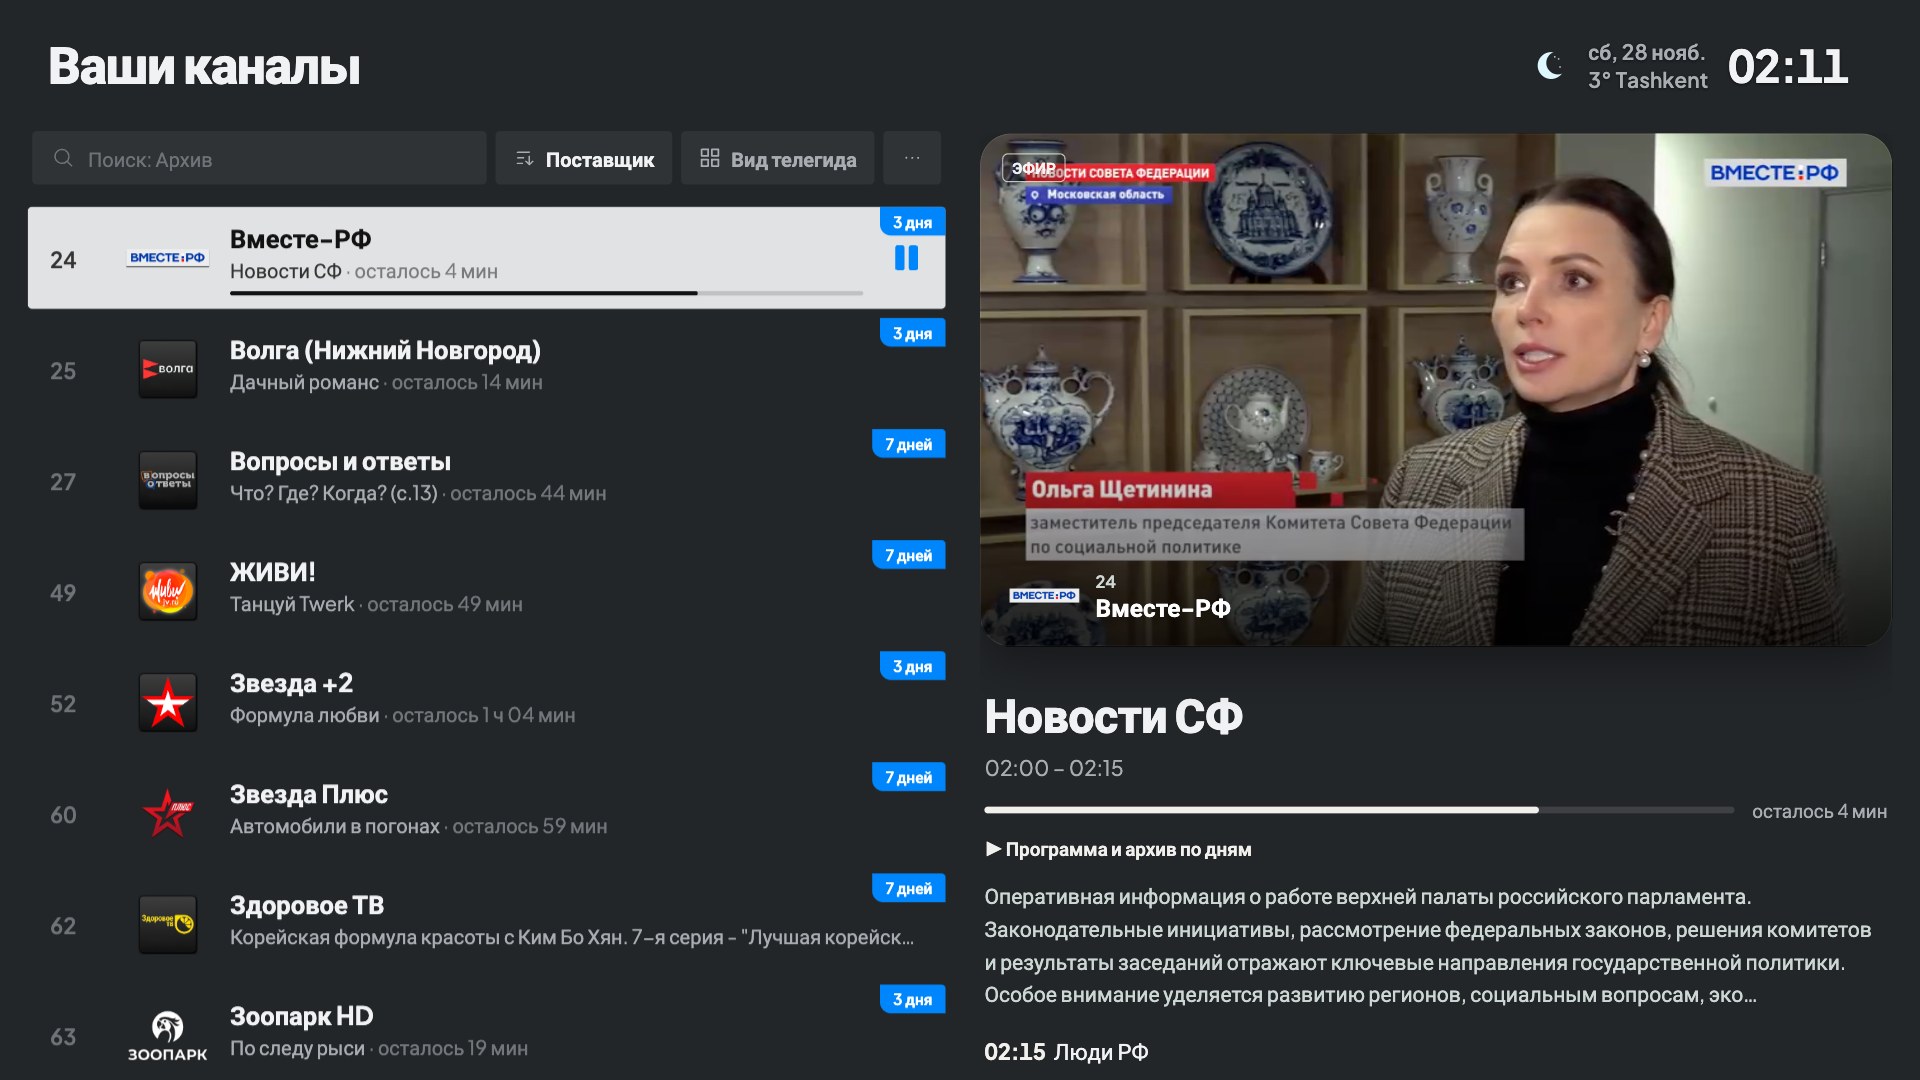 Ваши каналы
сб, 28 нояб.
3° Tashkent
02:11
Поиск: Архив
Поставщик
Вид телегида
...
24
ВМЕСТЕ:РФ
Вместе-РФ
Новости СФ · осталось 4 мин
3 дня
25
ВОЛГА
Волга (Нижний Новгород)
Дачный романс · осталось 14 мин
3 дня
27
вопросы
ответы
Вопросы и ответы
Что? Где? Когда? (с.13) · осталось 44 мин
7 дней
49
Живи
ЖИВИ!
Танцуй Twerk · осталось 49 мин
7 дней
52
Звезда +2
Формула любви · осталось 1 ч 04 мин
3 дня
60
ПЛЮС
Звезда Плюс
Автомобили в погонах · осталось 59 мин
7 дней
62
Здоровое
ТВ
Здоровое ТВ
Корейская формула красоты с Ким Бо Хян. 7-я серия - "Лучшая корейск...
7 дней
63
ЗООПАРК
Зоопарк HD
По следу рыси · осталось 19 мин
3 дня
ЭФИР
НОВОСТИ СОВЕТА ФЕДЕРАЦИИ
Московская область
ВМЕСТЕ:РФ
Ольга Щетинина
заместитель председателя Комитета Совета Федерации
по социальной политике
ВМЕСТЕ:РФ
24
Вместе-РФ
Новости СФ
02:00 – 02:15
осталось 4 мин
▶ Программа и архив по дням
Оперативная информация о работе верхней палаты российского парламента.
Законодательные инициативы, рассмотрение федеральных законов, решения комитетов
и результаты заседаний отражают ключевые направления государственной политики.
Особое внимание уделяется развитию регионов, социальным вопросам, эко...
02:15 Люди РФ